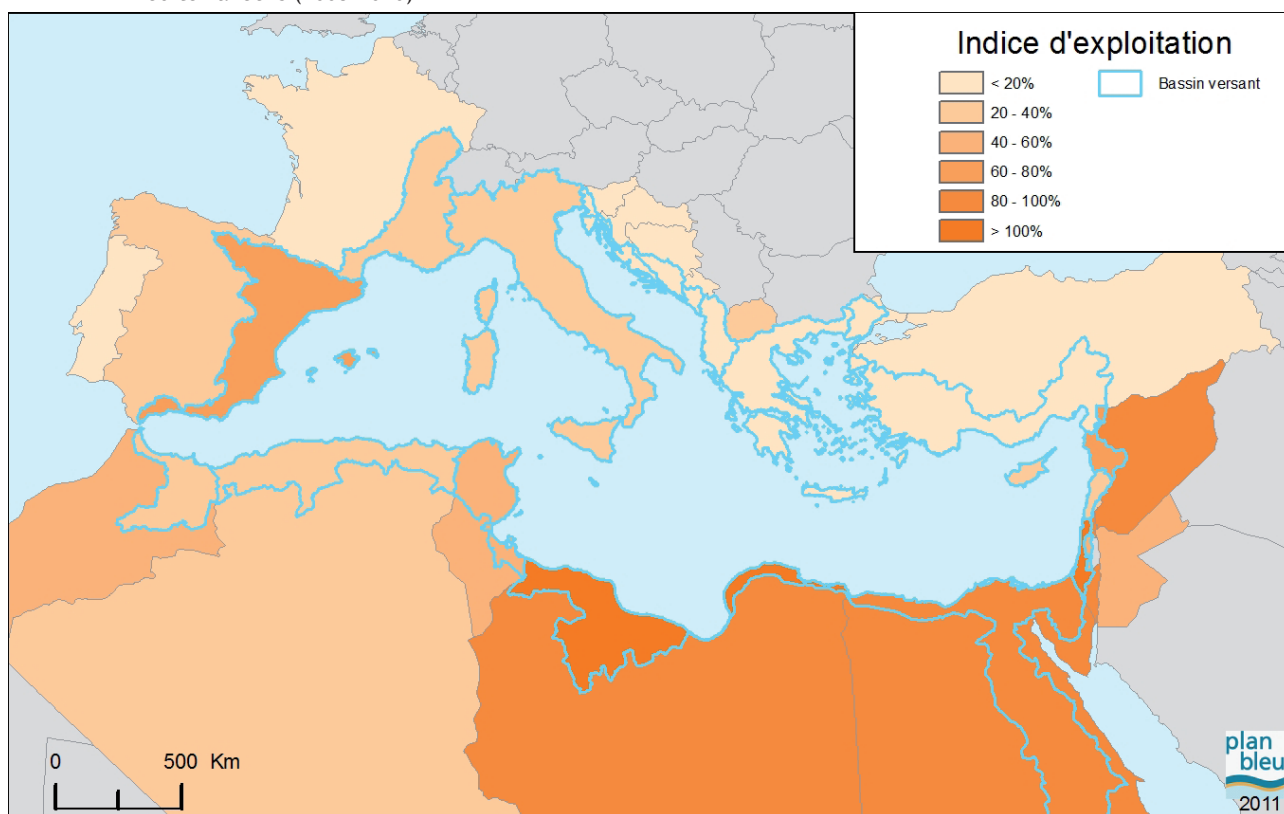 Indice d'exploitation
< 20%
20 - 40%
40 - 60%
60 - 80%
80 - 100%
> 100%
Bassin versant
0 500 Km
plan
bleu
2011